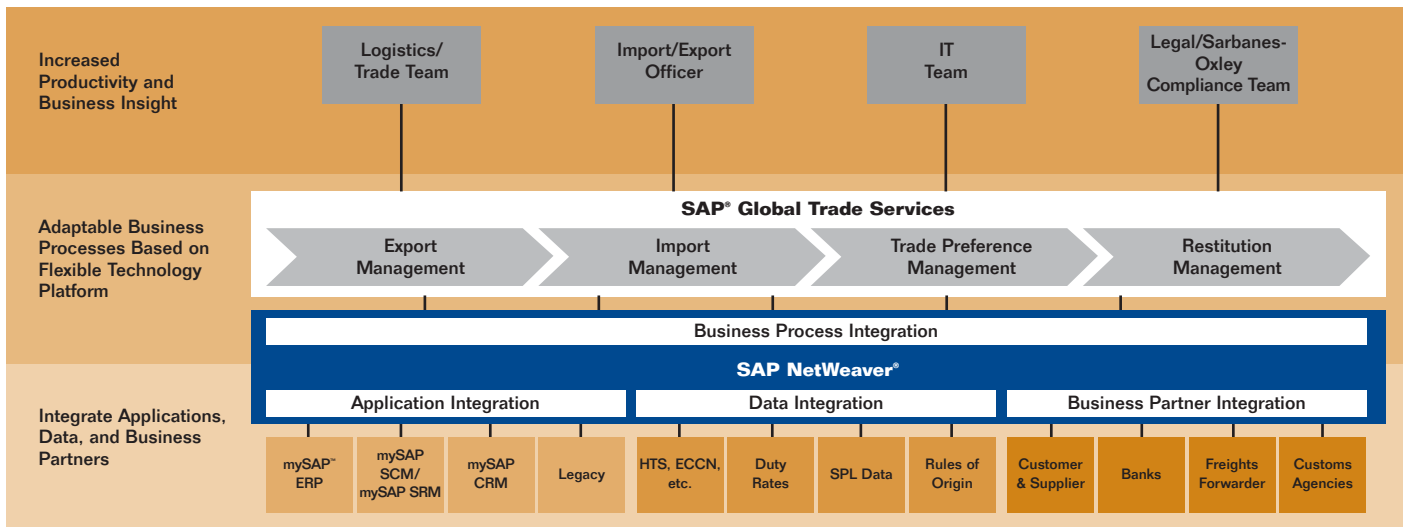 Increased
Productivity and
Business Insight
Logistics/
Trade Team
Import/Export
Officer
IT
Team
Legal/Sarbanes-
Oxley
Compliance Team
Adaptable Business
Processes Based on
Flexible Technology
Platform
SAP® Global Trade Services
Export
Management
Import
Management
Trade Preference
Management
Restitution
Management
Business Process Integration
SAP NetWeaver®
Integrate Applications,
Data, and Business
Partners
Application Integration
Data Integration
Business Partner Integration
mySAP™
ERP
mySAP
SCM/
mySAP SRM
mySAP
CRM
Legacy
HTS, ECCN,
etc.
Duty
Rates
SPL Data
Rules of
Origin
Customer
& Supplier
Banks
Freights
Forwarder
Customs
Agencies